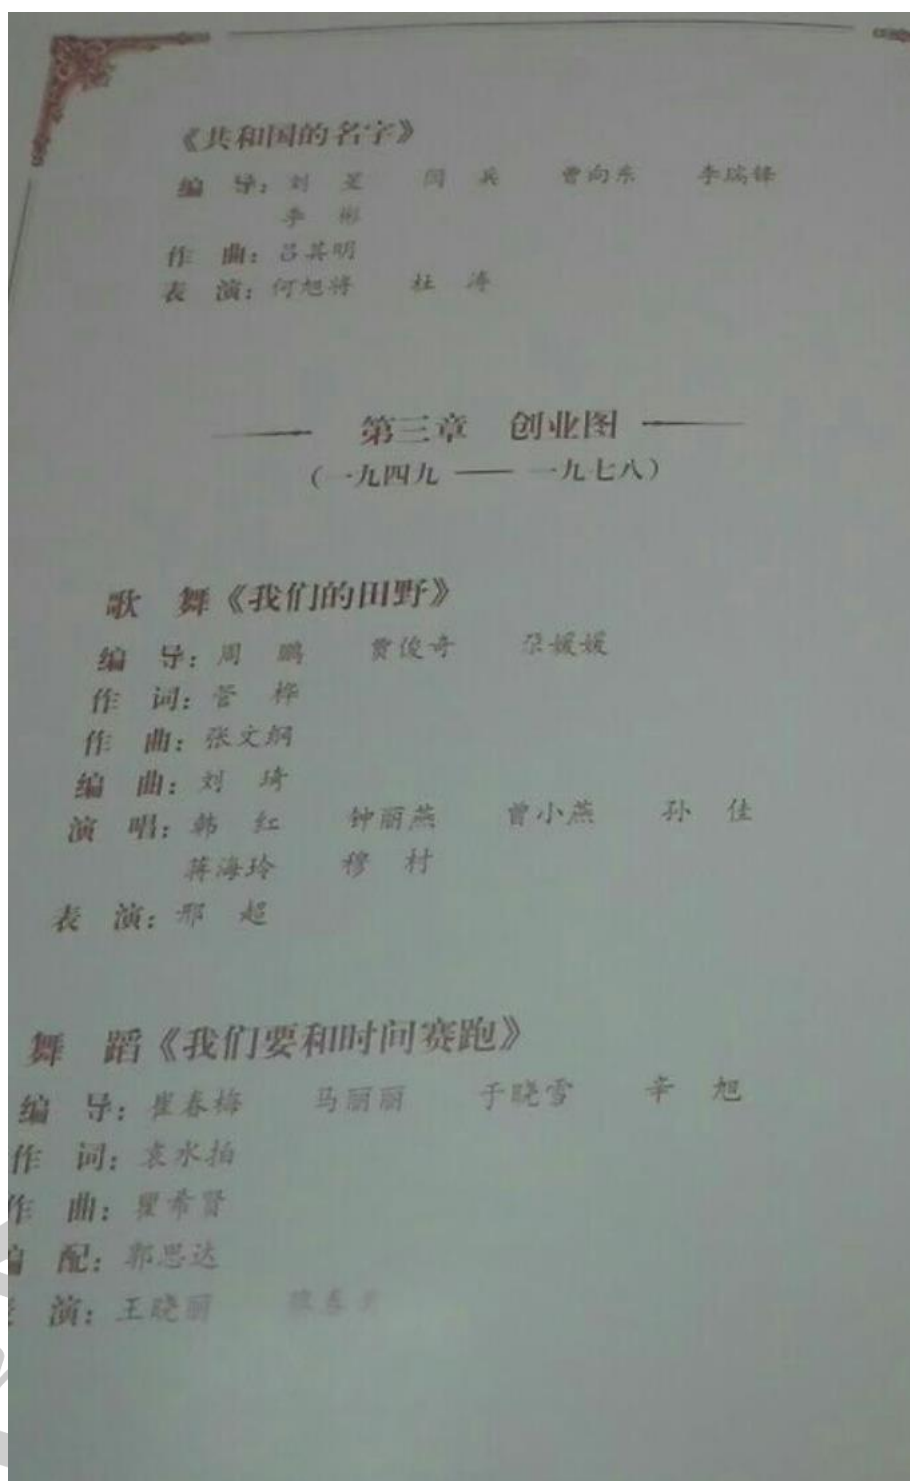 《共和国的名字》
编 导：刘 星 闫 兵 曹向东 李瑞锋
李 彬
作 曲：吕其明
表 演：何旭将 杜 涛
第三章 创业图
（一九四九 —— 一九七八）
歌 舞《我们的田野》
编 导：周 鹏 贾俊奇 尕媛媛
作 词：管 桦
作 曲：张文纲
编 曲：刘 琦
演 唱：韩 红 钟丽燕 曾小燕 孙 佳
蒋海玲 穆 村
表 演：邢 超
舞 蹈《我们要和时间赛跑》
编 导：崔春梅 马丽丽 于晓雪 辛 旭
作 词：袁水拍
作 曲：瞿希贤
配：郭思达
演：王晓丽